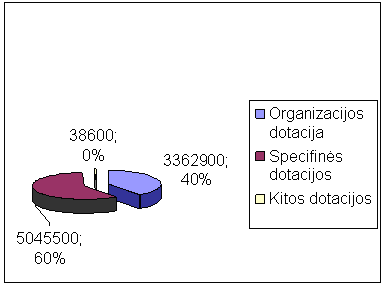 38600;
0%
3362900;
40%
5045500;
60%
Organizacijos
dotacija
Specifinės
dotacijos
Kitos dotacijos